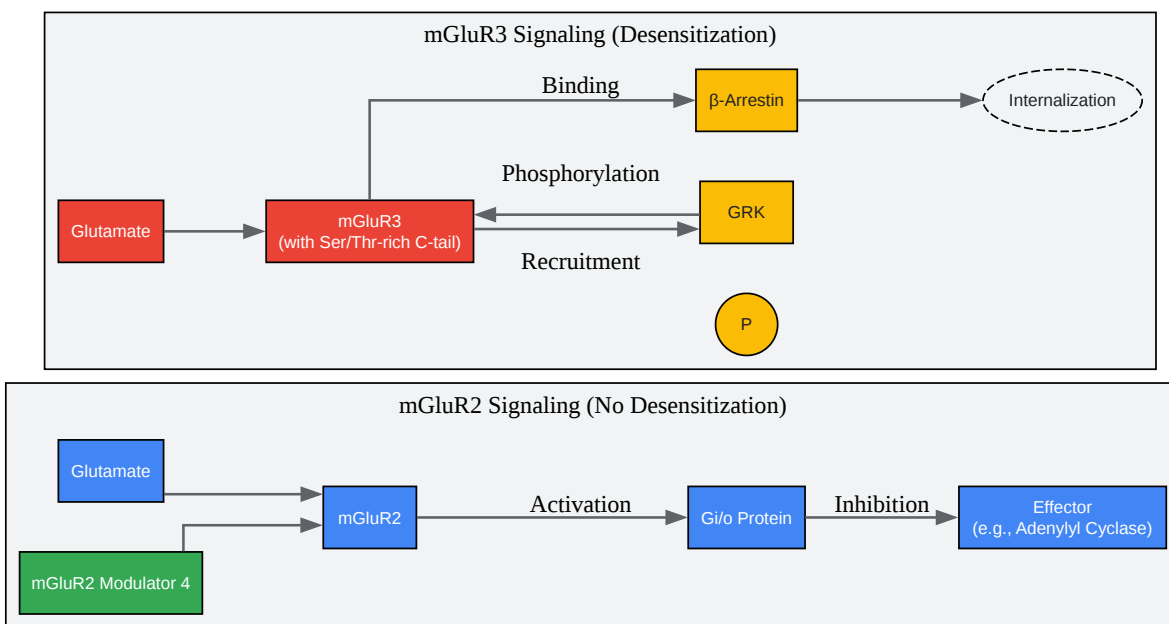 mGluR3 Signaling (Desensitization)
Binding
β-Arrestin
Internalization
Phosphorylation
Glutamate
mGluR3
(with Ser/Thr-rich C-tail)
GRK
Recruitment
P
mGluR2 Signaling (No Desensitization)
Glutamate
mGluR2
Activation
Gi/o Protein
Inhibition
Effector
(e.g., Adenylyl Cyclase)
mGluR2 Modulator 4